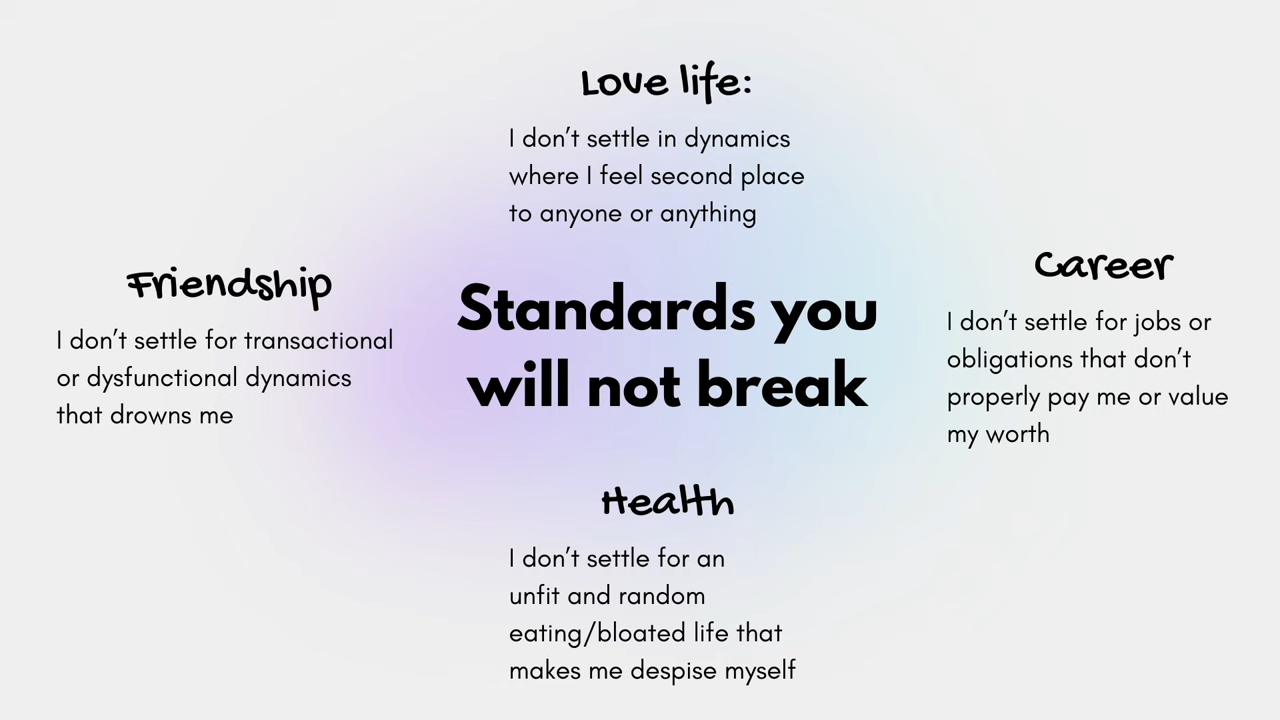 Love life:
I don’t settle in dynamics
where I feel second place
to anyone or anything
Friendship
I don’t settle for transactional
or dysfunctional dynamics
that drowns me
Standards you
will not break
Career
I don’t settle for jobs or
obligations that don’t
properly pay me or value
my worth
Health
I don’t settle for an
unfit and random
eating/bloated life that
makes me despise myself